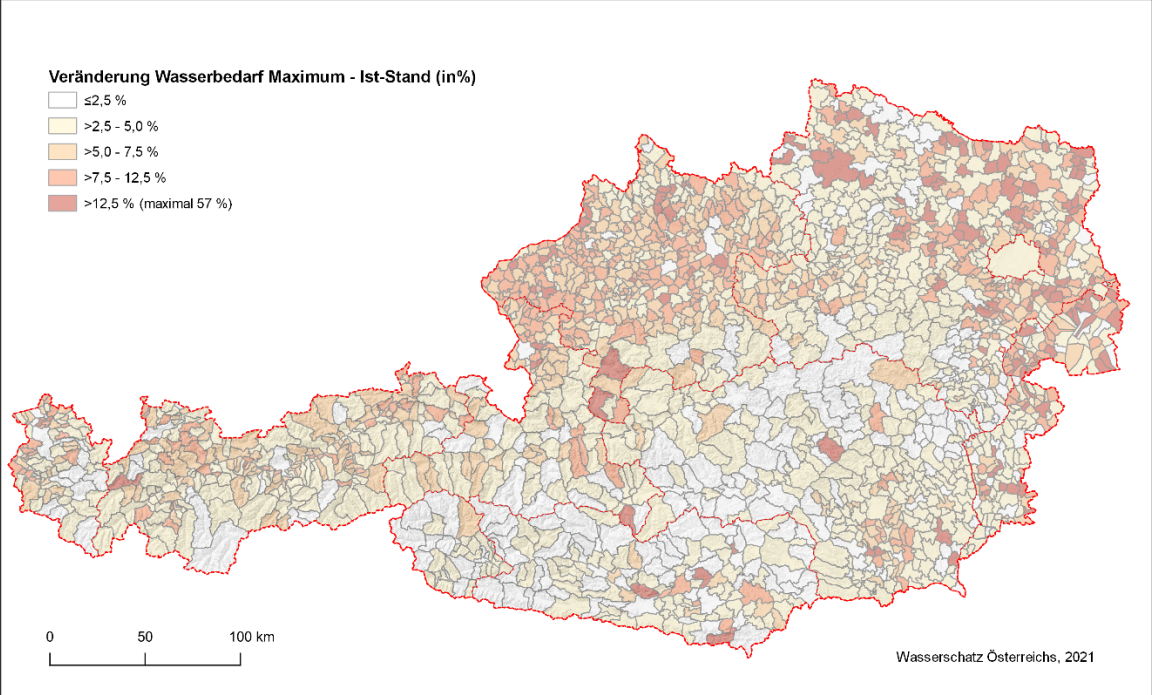 Veränderung Wasserbedarf Maximum - Ist-Stand (in%)
≤2,5 %
>2,5 - 5,0 %
>5,0 - 7,5 %
>7,5 - 12,5 %
>12,5 % (maximal 57 %)
0 50 100 km
Wasserschatz Österreichs, 2021